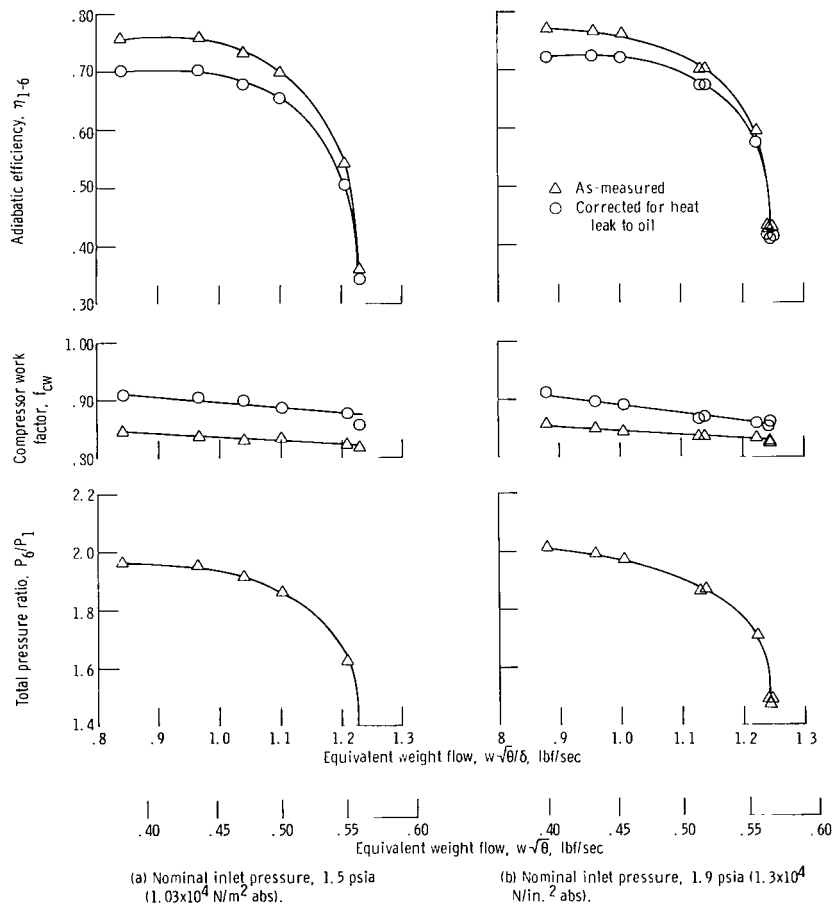 Adiabatic efficiency, η1-6
.80
.70
.60
.50
.40
.30
△ As-measured
○ Corrected for heat
leak to oil
Compressor work
factor, fcw
1.00
.90
.80
Total pressure ratio, P6/P1
2.2
2.0
1.8
1.6
1.4
.8 .9 1.0 1.1 1.2 1.3
.8 .9 1.0 1.1 1.2 1.3
Equivalent weight flow, w√θ/δ, lbf/sec
.40 .45 .50 .55 .60
.40 .45 .50 .55 .60
Equivalent weight flow, w√θ, lbf/sec
(a) Nominal inlet pressure, 1.5 psia
(1.03x10⁴ N/m² abs).
(b) Nominal inlet pressure, 1.9 psia (1.3x10⁴
N/in.² abs).